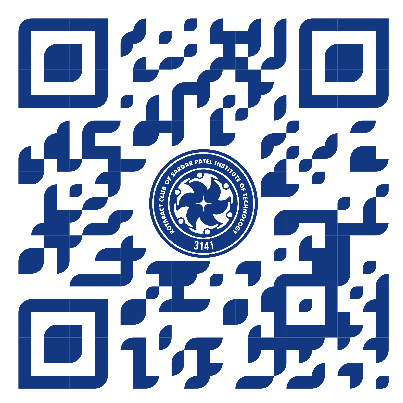 ROTARACT CLUB OF SARDAR PATEL INSTITUTE OF TECHNOLOGY
3141